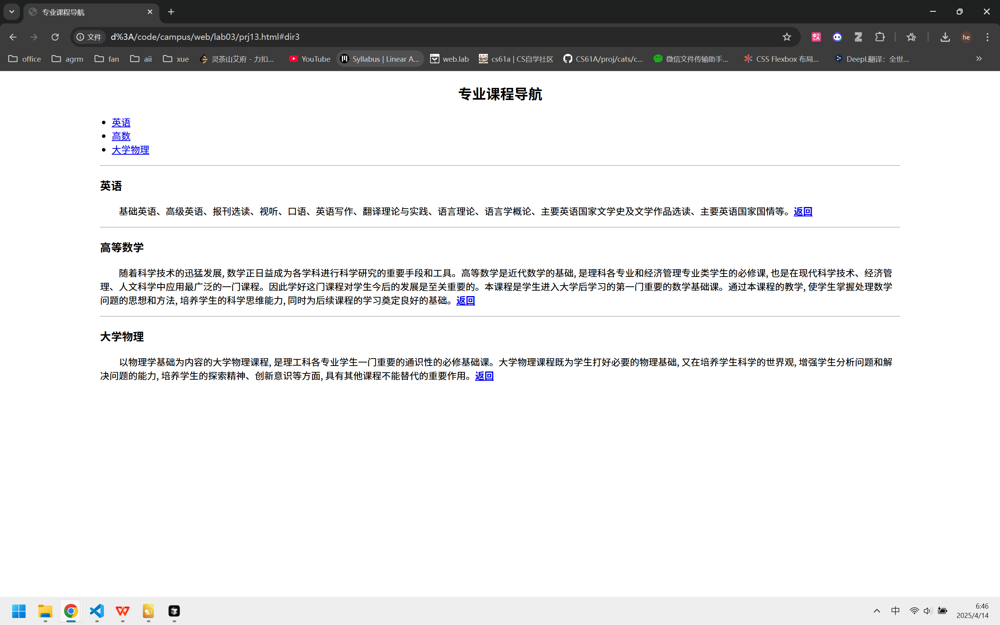 专业课程导航
文件 d%3A/code/campus/web/lab03/prj13.html#dir3
he
office agrm fan aii xue 灵茶山艾府 - 力扣... YouTube Syllabus | Linear A... web.lab cs61a | CS自学社区 CS61A/proj/cats/c... 微信文件传输助手... CSS Flexbox 布局... DeepL翻译：全世...
专业课程导航
英语
高数
大学物理
英语
基础英语、高级英语、报刊选读、视听、口语、英语写作、翻译理论与实践、语言理论、语言学概论、主要英语国家文学史及文学作品选读、主要英语国家国情等。返回
高等数学
随着科学技术的迅猛发展, 数学正日益成为各学科进行科学研究的重要手段和工具。高等数学是近代数学的基础, 是理科各专业和经济管理专业类学生的必修课, 也是在现代科学技术、经济管
理、人文科学中应用最广泛的一门课程。因此学好这门课程对学生今后的发展是至关重要的。本课程是学生进入大学后学习的第一门重要的数学基础课。通过本课程的教学, 使学生掌握处理数学
问题的思想和方法, 培养学生的科学思维能力, 同时为后续课程的学习奠定良好的基础。返回
大学物理
以物理学基础为内容的大学物理课程, 是理工科各专业学生一门重要的通识性的必修基础课。大学物理课程既为学生打好必要的物理基础, 又在培养学生科学的世界观, 增强学生分析问题和解
决问题的能力, 培养学生的探索精神、创新意识等方面, 具有其他课程不能替代的重要作用。返回
中
6:46
2025/4/14